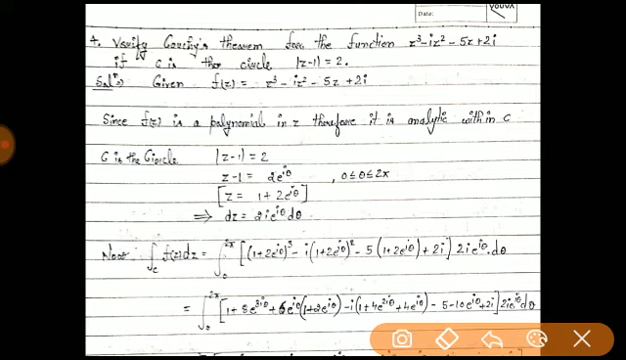 Date:
YOUVA
4. Verify Cauchy's theorem for the function z³-iz²-5z+2i
if c is the circle |z-1|=2.
Solⁿ⇒ Given f(z) = z³ - iz² - 5z + 2i
Since f(z) is a polynomial in z therefore it is analytic within C
C is the Circle |z-1| = 2
z-1 = 2e^{iθ} , 0≤θ≤2π
[z = 1+2e^{iθ}]
⇒ dz = 2ie^{iθ}dθ
Now ∫_c f(z)dz = ∫_0^{2π} [(1+2e^{iθ})³ - i(1+2e^{iθ})² - 5(1+2e^{iθ}) + 2i] 2ie^{iθ}.dθ
= ∫_0^{2π} [1+8e^{3iθ}+6e^{iθ}(1+2e^{iθ}) - i(1+4e^{2iθ}+4e^{iθ}) - 5-10e^{iθ}+2i] 2ie^{iθ}dθ